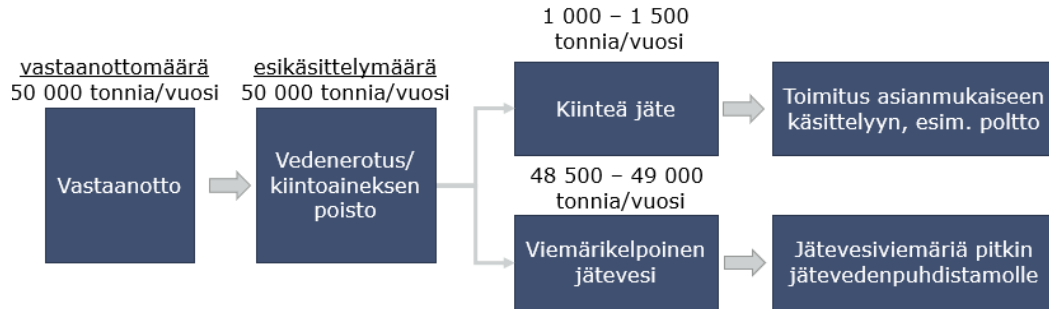 vastaanottomäärä
50 000 tonnia/vuosi
Vastaanotto
esikäsittelymäärä
50 000 tonnia/vuosi
Vedenerotus/
kiintoaineksen
poisto
1 000 – 1 500
tonnia/vuosi
Kiinteä jäte
Toimitus asianmukaiseen
käsittelyyn, esim. poltto
48 500 – 49 000
tonnia/vuosi
Viemärikelpoinen
jätevesi
Jätevesiviemäriä pitkin
jätevedenpuhdistamolle